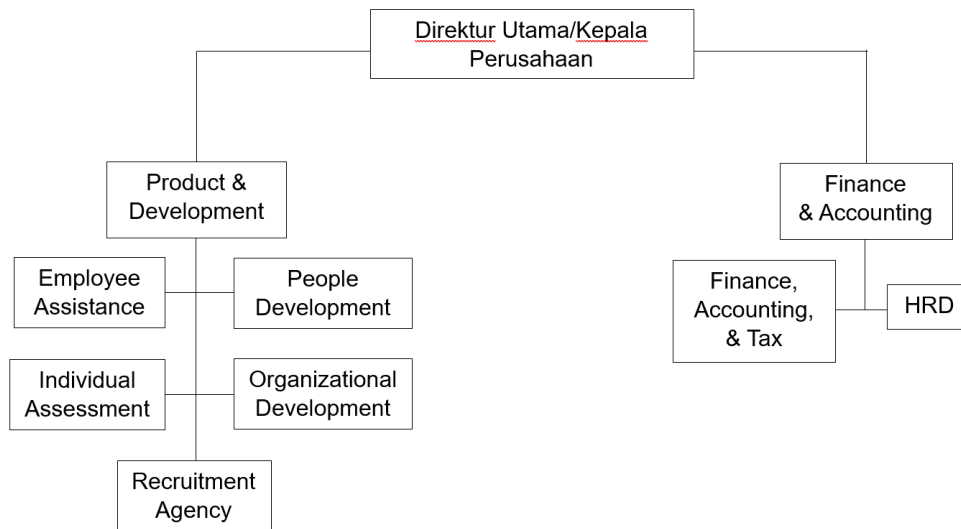 Direktur Utama/Kepala
Perusahaan
Product &
Development
Finance
& Accounting
Employee
Assistance
People
Development
Finance,
Accounting,
& Tax
HRD
Individual
Assessment
Organizational
Development
Recruitment
Agency